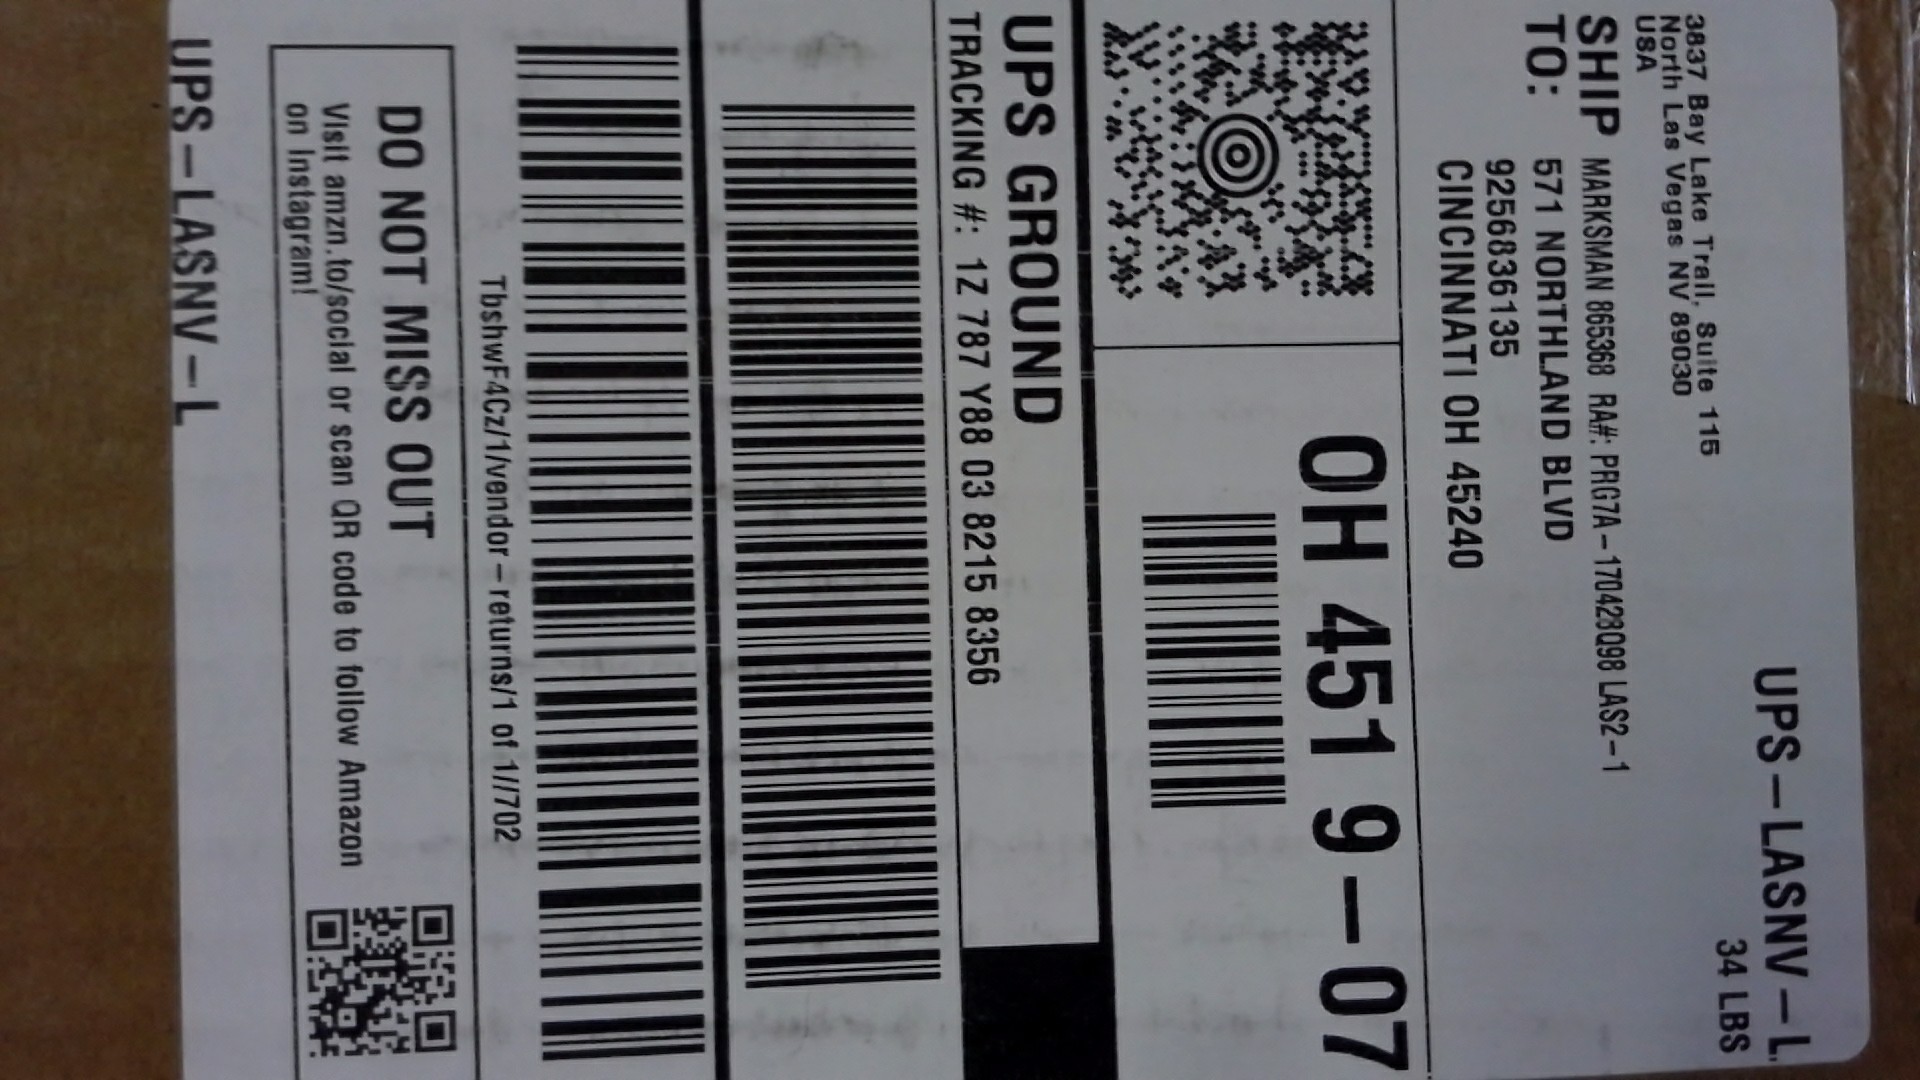 UPS-LASNV-L
34 LBS
3837 Bay Lake Trail, Suite 115
North Las Vegas NV 89030
USA
SHIP TO:
MARKSMAN 865368 RA#: PRG7A-170428Q98 LAS2-1
571 NORTHLAND BLVD
9256836135
CINCINNATI OH 45240
OH 451 9-07
UPS GROUND
TRACKING #: 1Z 787 Y88 03 8215 8356
TbshwF4Cz/1/vendor-returns/1 of 1//702
DO NOT MISS OUT
Visit amzn.to/social or scan QR code to follow Amazon
on Instagram!
UPS-LASNV-L